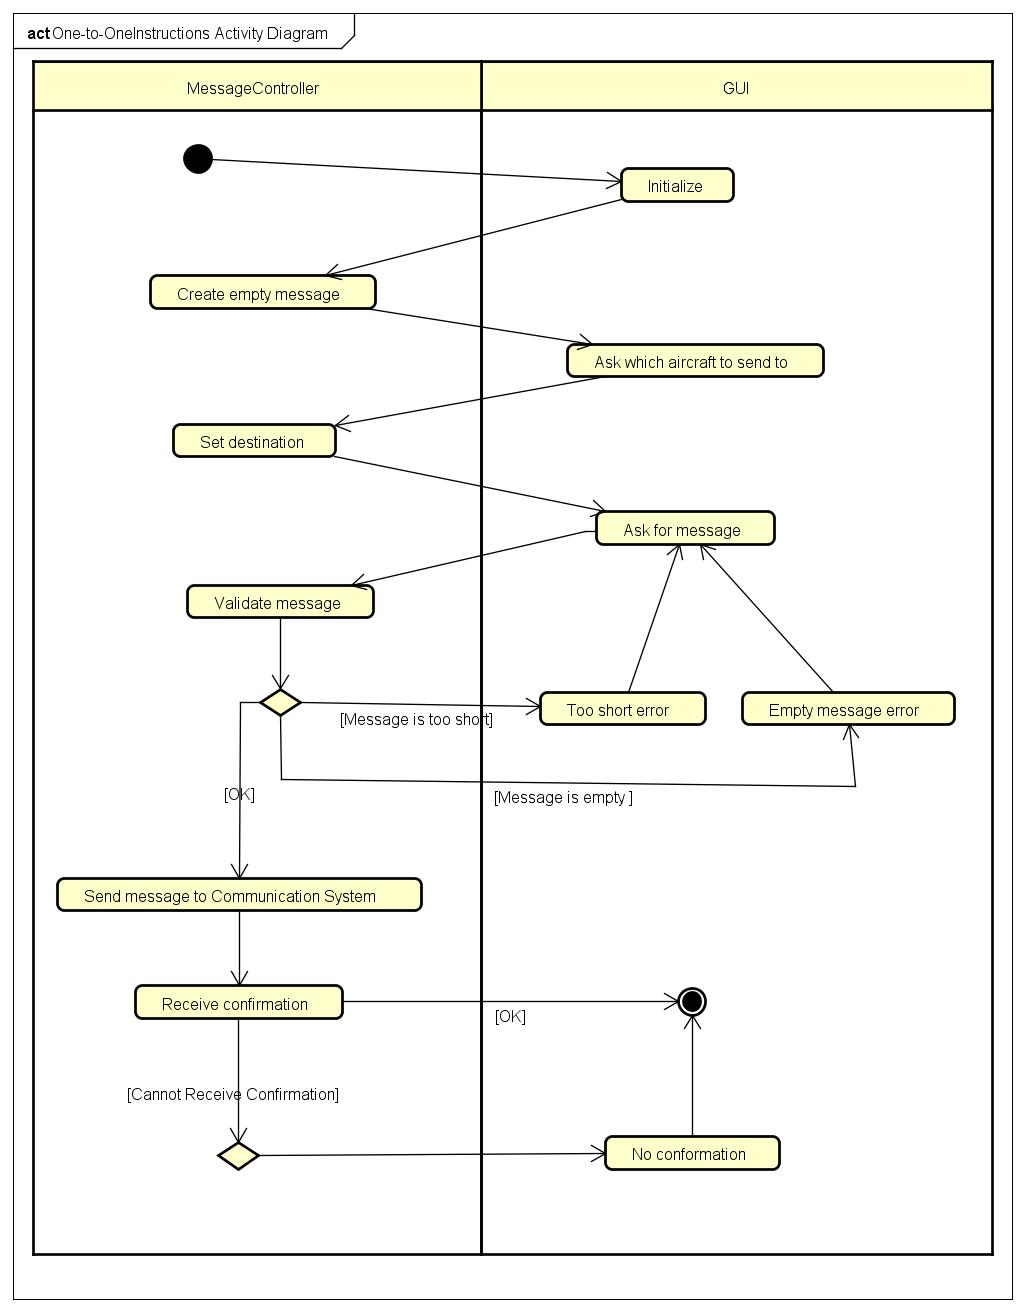 act One-to-OneInstructions Activity Diagram
MessageController
GUI
Initialize
Create empty message
Ask which aircraft to send to
Set destination
Ask for message
Validate message
[Message is too short]
Too short error
Empty message error
[OK]
[Message is empty ]
Send message to Communication System
Receive confirmation
[OK]
[Cannot Receive Confirmation]
No conformation